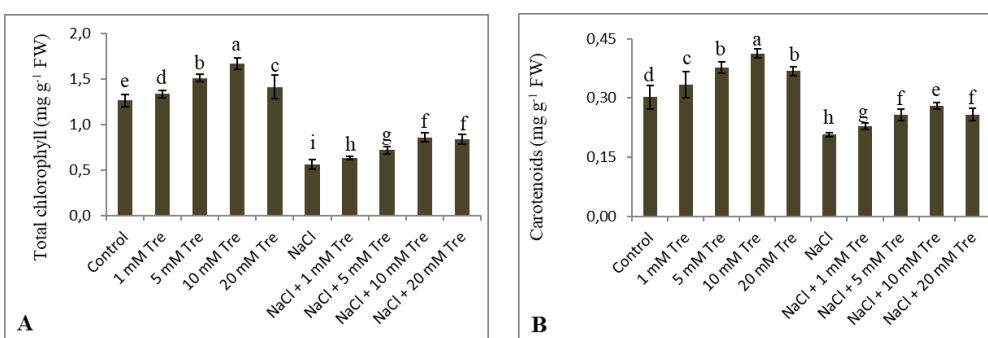 Total chlorophyll (mg g⁻¹ FW)
2,0
1,5
1,0
0,5
0,0
e
d
b
a
c
i
h
g
f
f
Control
1 mM Tre
5 mM Tre
10 mM Tre
20 mM Tre
NaCl
NaCl + 1 mM Tre
NaCl + 5 mM Tre
NaCl + 10 mM Tre
NaCl + 20 mM Tre
A
Carotenoids (mg g⁻¹ FW)
0,45
0,30
0,15
0,00
d
c
b
a
b
h
g
f
e
f
Control
1 mM Tre
5 mM Tre
10 mM Tre
20 mM Tre
NaCl
NaCl + 1 mM Tre
NaCl + 5 mM Tre
NaCl + 10 mM Tre
NaCl + 20 mM Tre
B